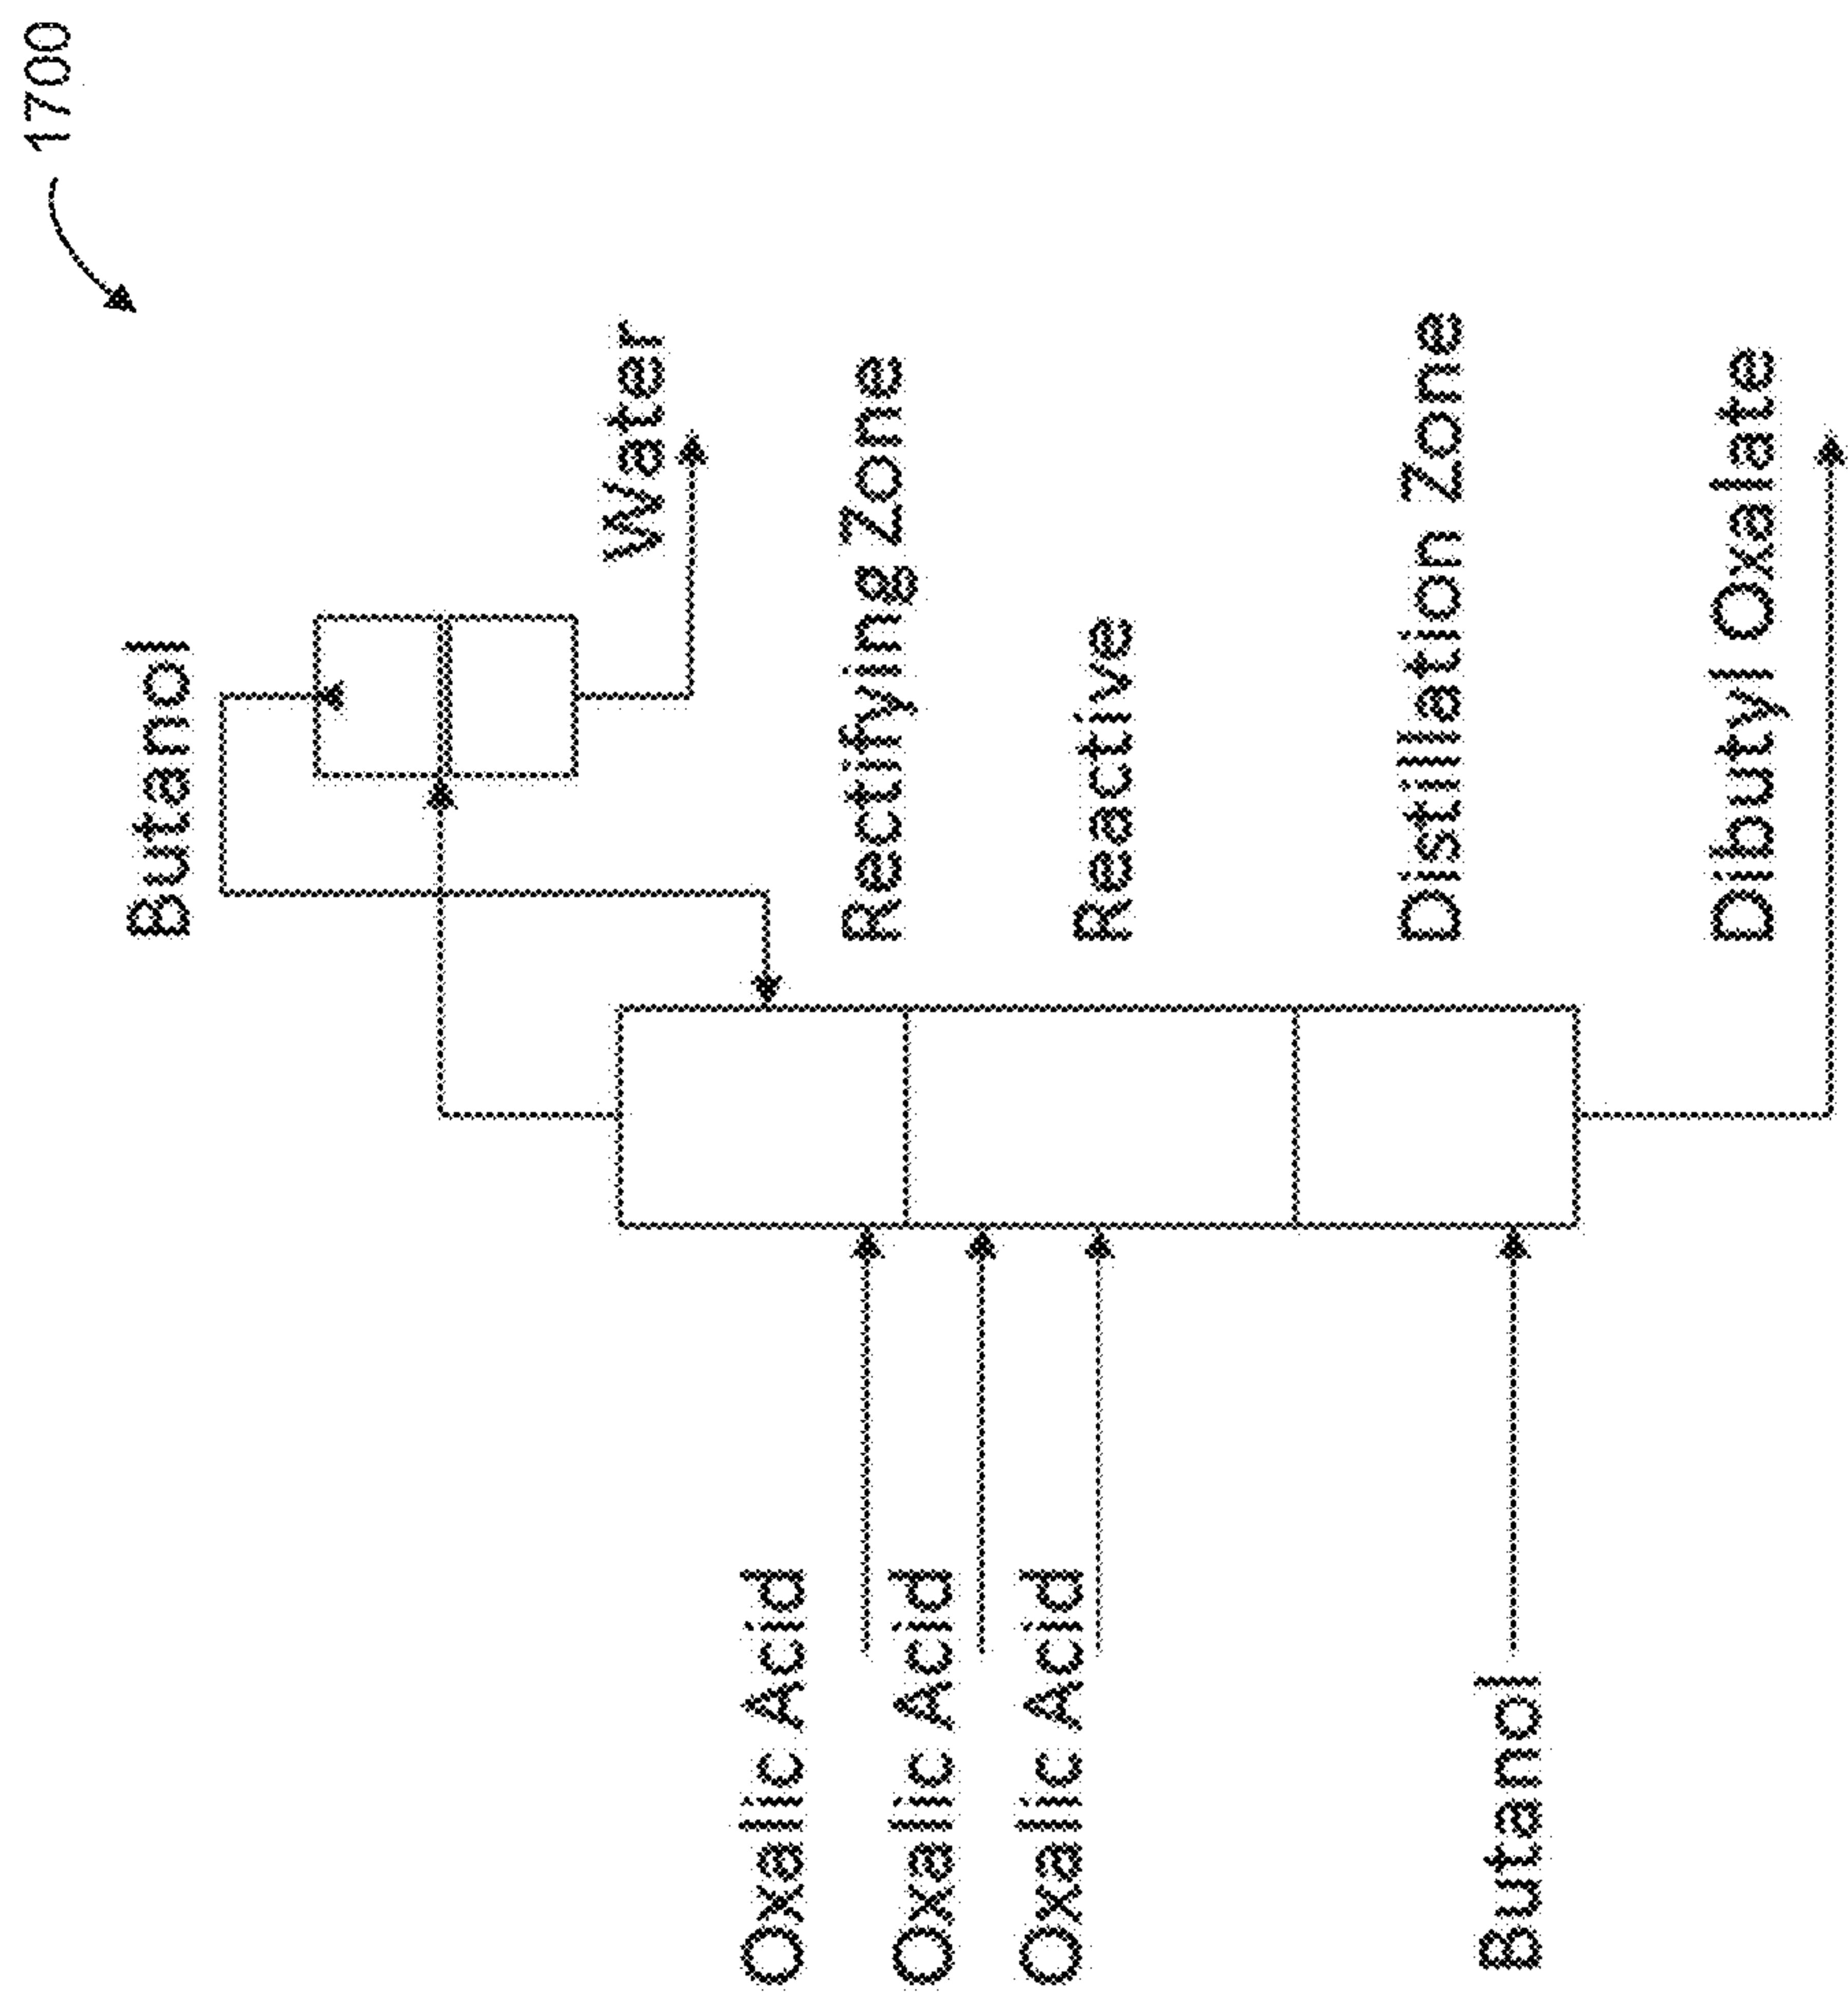 1700
Butanol
Water
Rectifying Zone
Reactive
Distillation Zone
Dibutyl Oxalate
Oxalic Acid
Oxalic Acid
Oxalic Acid
Butanol